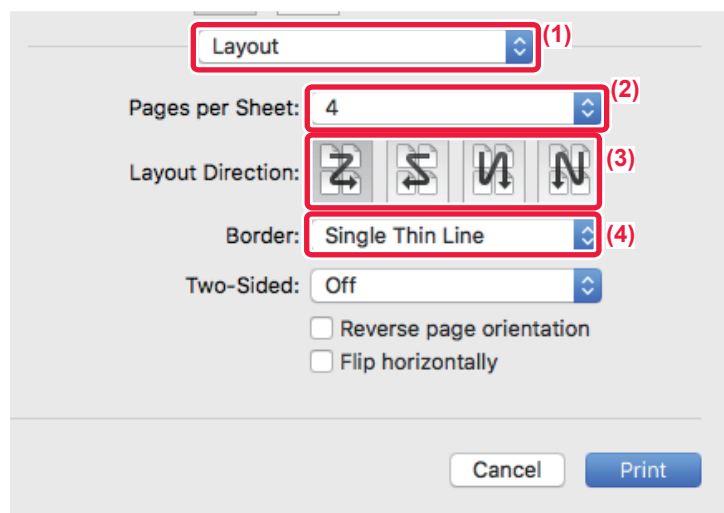 Layout (1)
Pages per Sheet: 4 (2)
Layout Direction: (3)
Border: Single Thin Line (4)
Two-Sided: Off
Reverse page orientation
Flip horizontally
Cancel Print